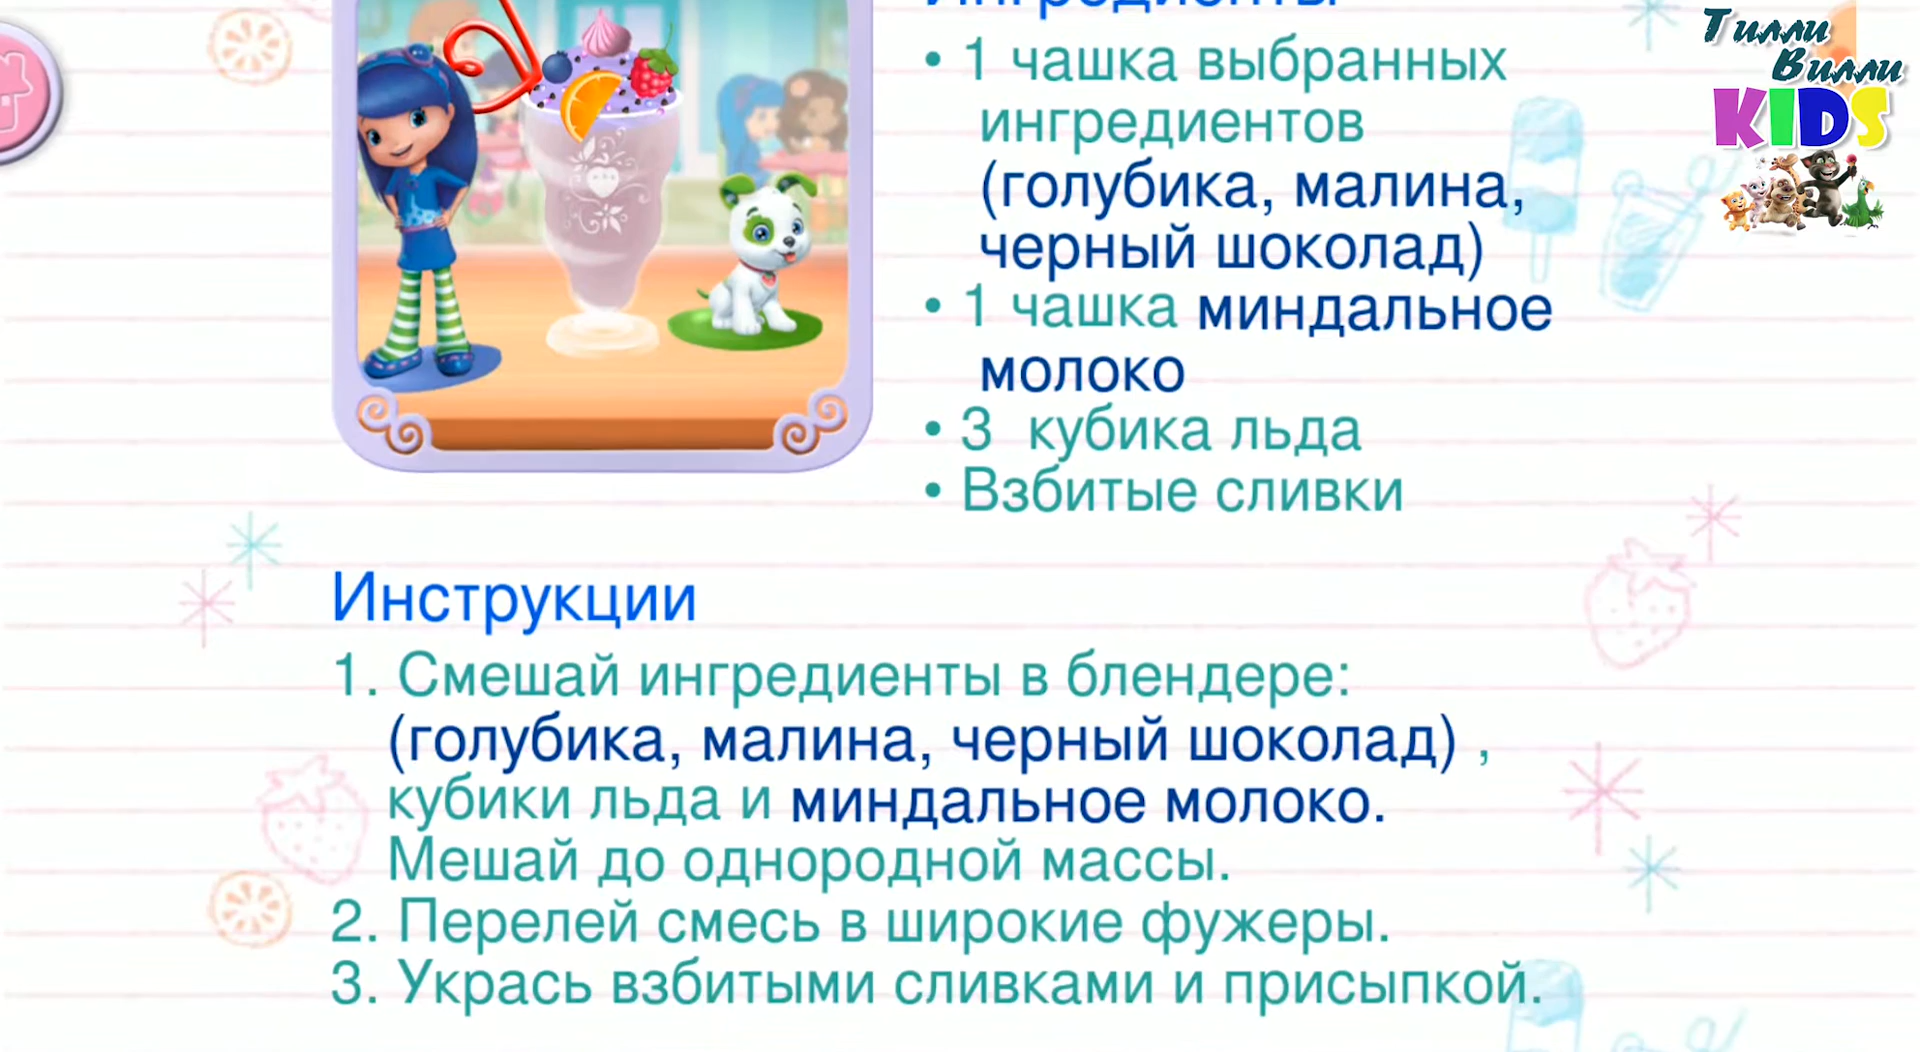 Ингредиенты
• 1 чашка выбранных
ингредиентов
(голубика, малина,
черный шоколад)
• 1 чашка миндальное
молоко
• 3 кубика льда
• Взбитые сливки
Инструкции
1. Смешай ингредиенты в блендере:
(голубика, малина, черный шоколад) ,
кубики льда и миндальное молоко.
Мешай до однородной массы.
2. Перелей смесь в широкие фужеры.
3. Укрась взбитыми сливками и присыпкой.
Тилли
Вилли
KIDS